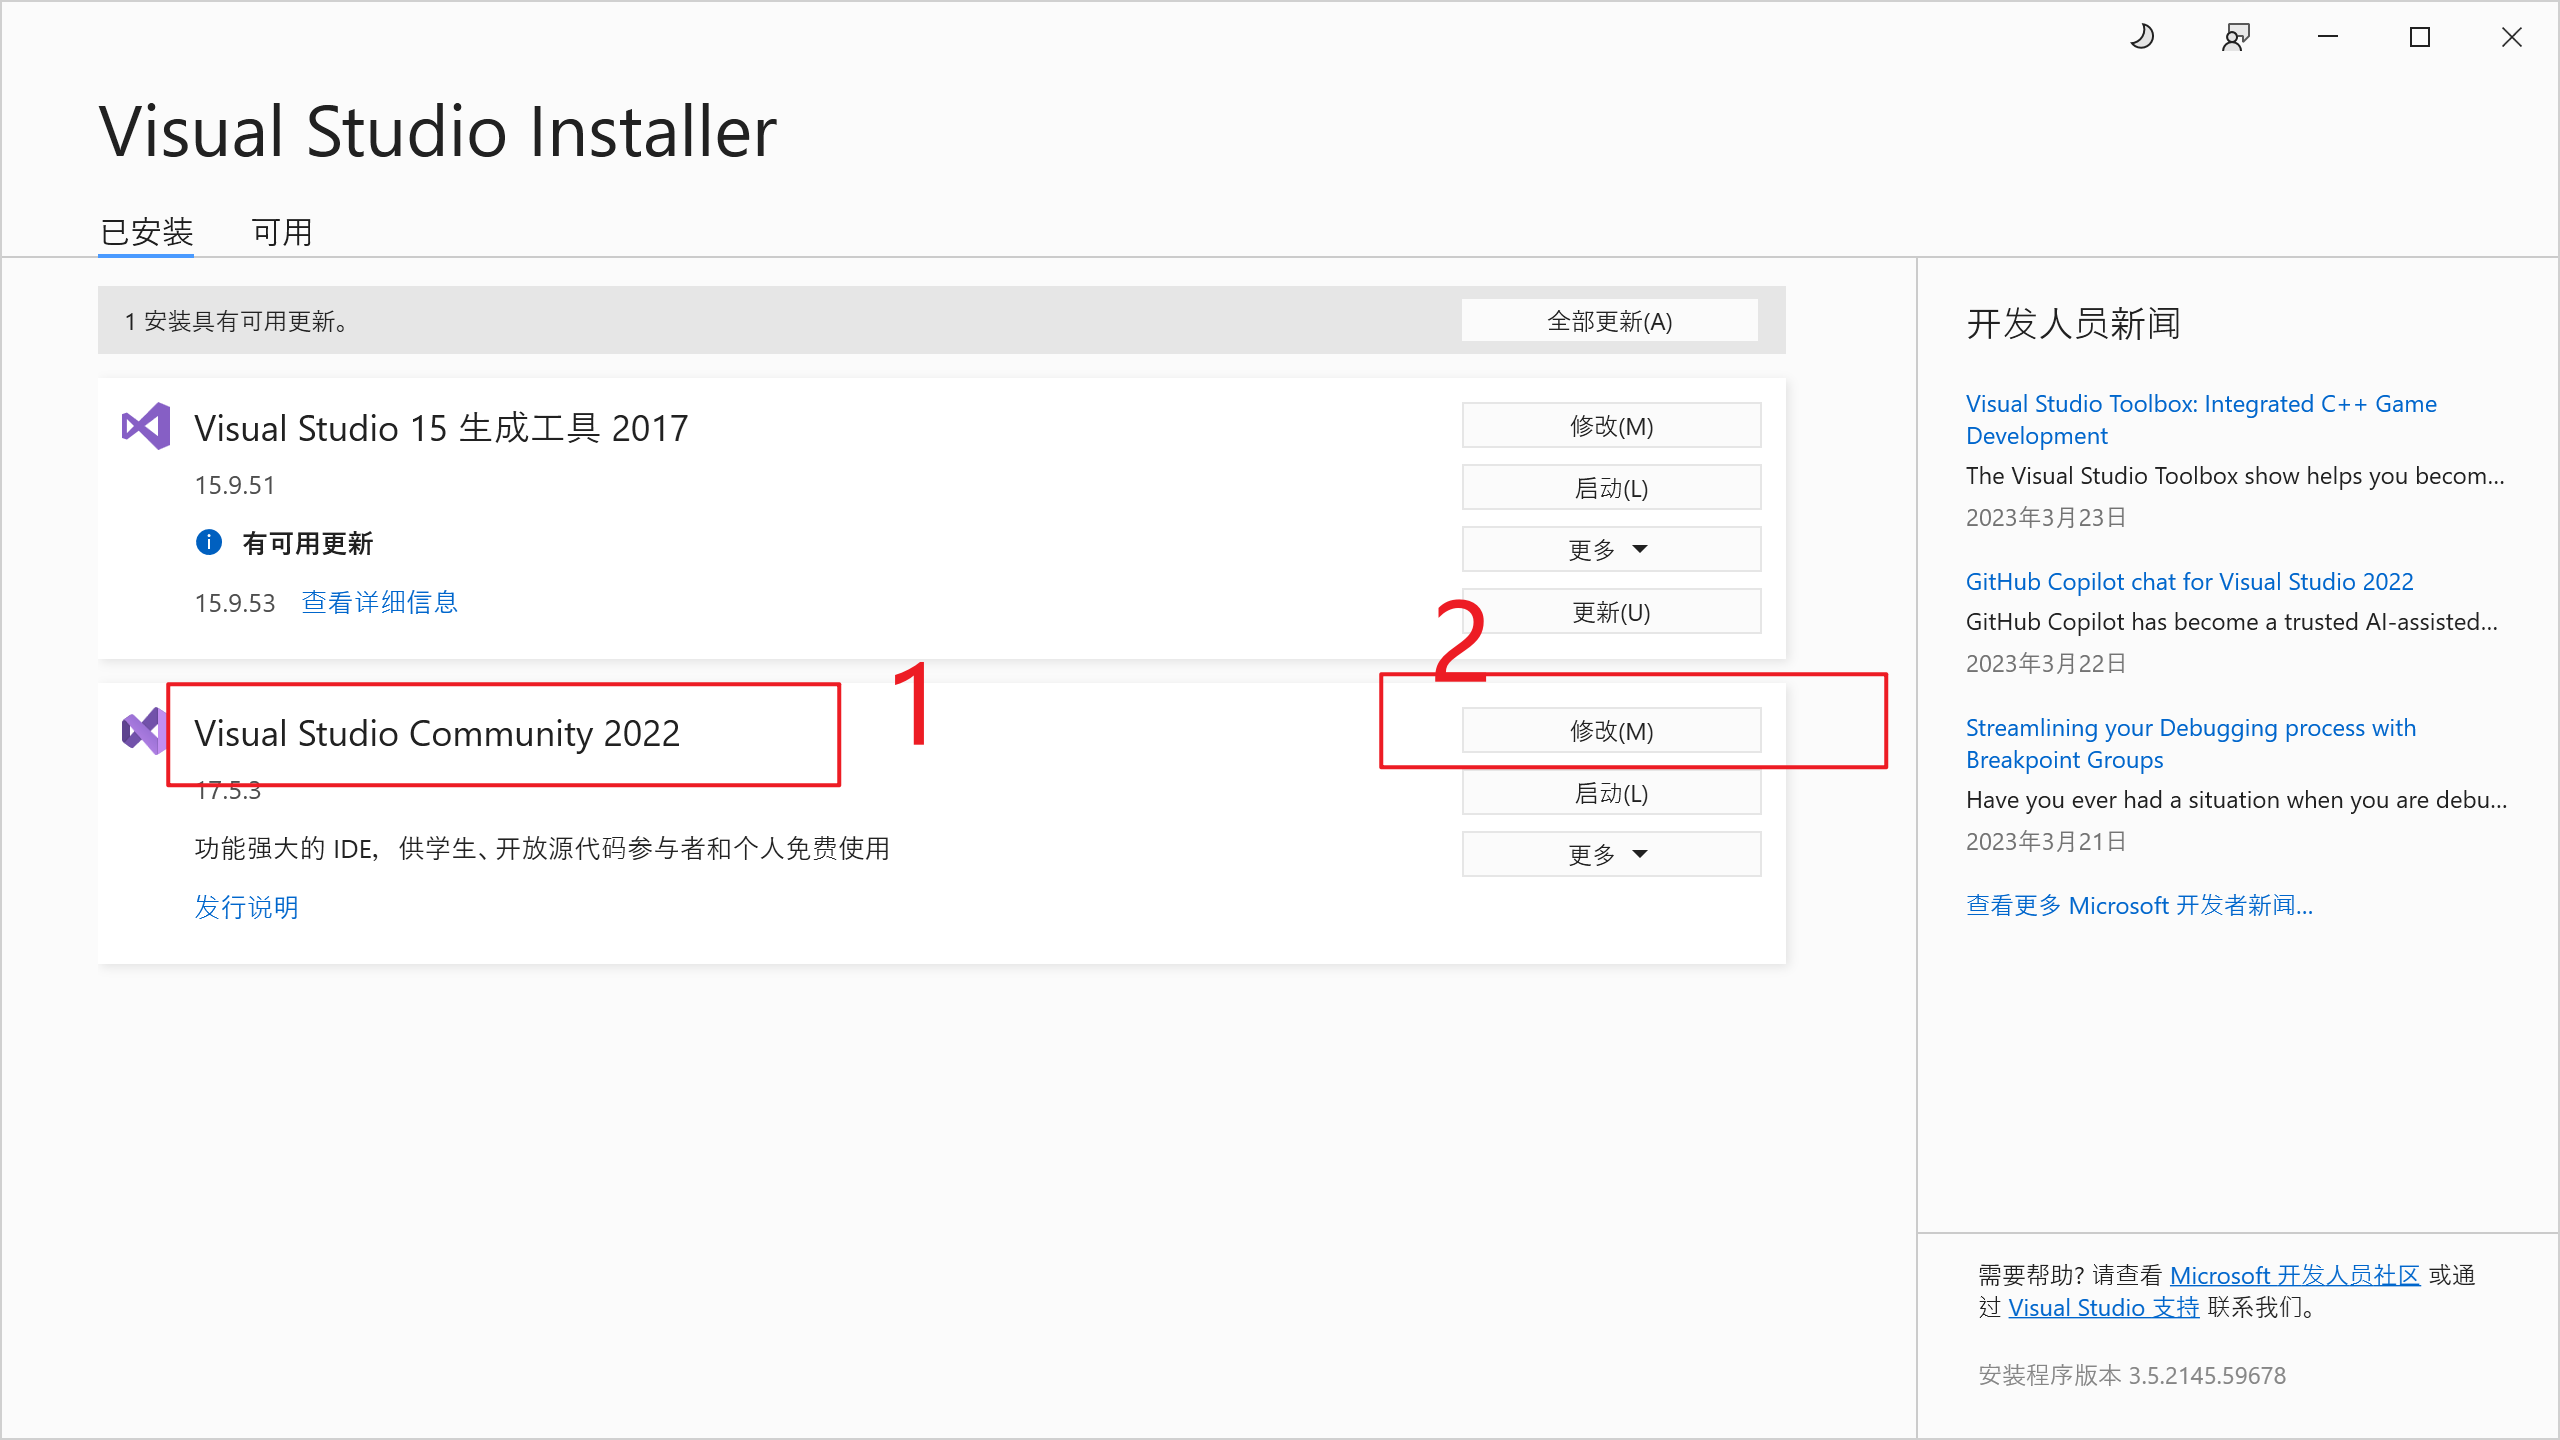 Visual Studio Installer
已安装
可用
1 安装具有可用更新。
全部更新(A)
Visual Studio 15 生成工具 2017
15.9.51
有可用更新
15.9.53 查看详细信息
修改(M)
启动(L)
更多
更新(U)
1
2
Visual Studio Community 2022
17.5.3
功能强大的 IDE，供学生、开放源代码参与者和个人免费使用
发行说明
修改(M)
启动(L)
更多
开发人员新闻
Visual Studio Toolbox: Integrated C++ Game
Development
The Visual Studio Toolbox show helps you becom...
2023年3月23日
GitHub Copilot chat for Visual Studio 2022
GitHub Copilot has become a trusted AI-assisted...
2023年3月22日
Streamlining your Debugging process with
Breakpoint Groups
Have you ever had a situation when you are debu...
2023年3月21日
查看更多 Microsoft 开发者新闻...
需要帮助? 请查看 Microsoft 开发人员社区 或通
过 Visual Studio 支持 联系我们。
安装程序版本 3.5.2145.59678